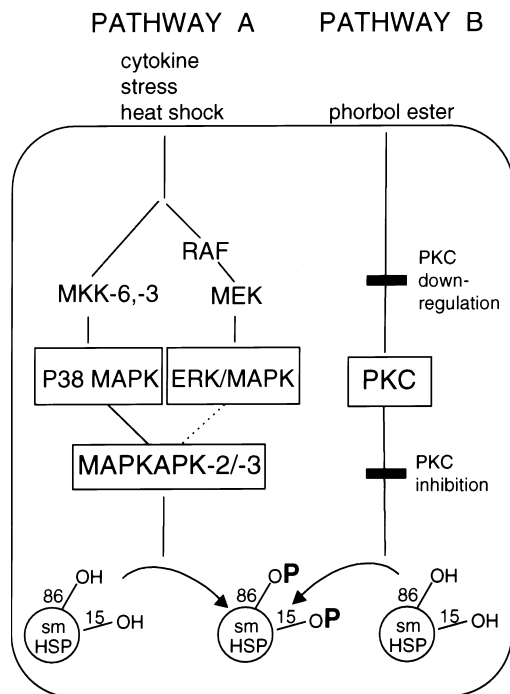 PATHWAY A
PATHWAY B
cytokine
stress
heat shock
phorbol ester
RAF
MKK-6,-3
MEK
PKC
down-
regulation
P38 MAPK
ERK/MAPK
PKC
MAPKAPK-2/-3
PKC
inhibition
86
OH
15
OH
sm
HSP
86
OP
15
OP
sm
HSP
86
OH
15
OH
sm
HSP